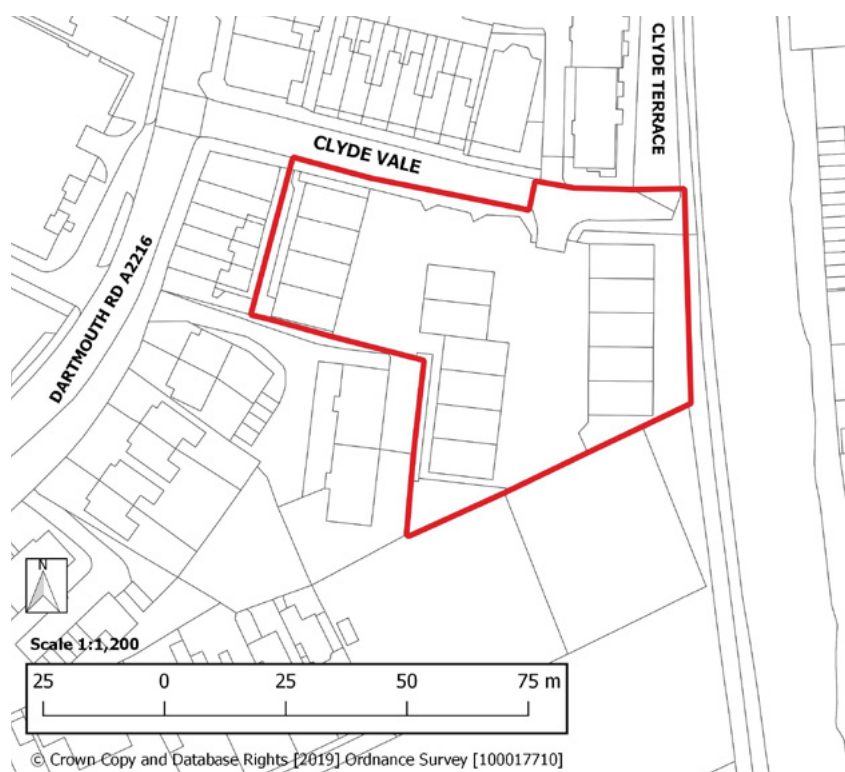 CLYDE TERRACE
CLYDE VALE
DARTMOUTH RD A2216
N
Scale 1:1,200
25 0 25 50 75 m
© Crown Copy and Database Rights [2019] Ordnance Survey [100017710]